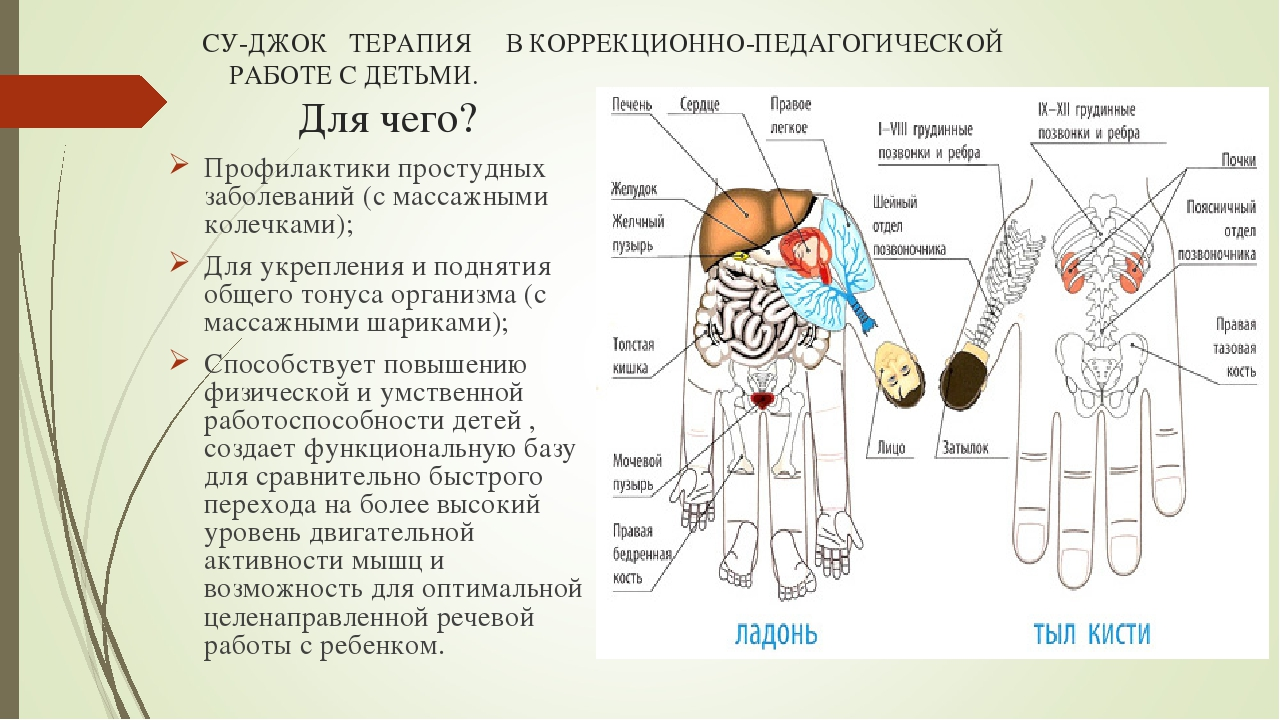 СУ-ДЖОК ТЕРАПИЯ В КОРРЕКЦИОННО-ПЕДАГОГИЧЕСКОЙ
РАБОТЕ С ДЕТЬМИ.
Для чего?
Профилактики простудных
заболеваний (с массажными
колечками);
Для укрепления и поднятия
общего тонуса организма (с
массажными шариками);
Способствует повышению
физической и умственной
работоспособности детей ,
создает функциональную базу
для сравнительно быстрого
перехода на более высокий
уровень двигательной
активности мышц и
возможность для оптимальной
целенаправленной речевой
работы с ребенком.
Печень
Сердце
Правое
легкое
Желудок
Желчный
пузырь
Толстая
кишка
Мочевой
пузырь
Правая
бедренная
кость
I–VIII грудинные
позвонки и ребра
Шейный
отдел
позвоночника
Лицо
Затылок
IX–XII грудинные
позвонки и ребра
Почки
Поясничный
отдел
позвоночника
Правая
тазовая
кость
ладонь
тыл кисти